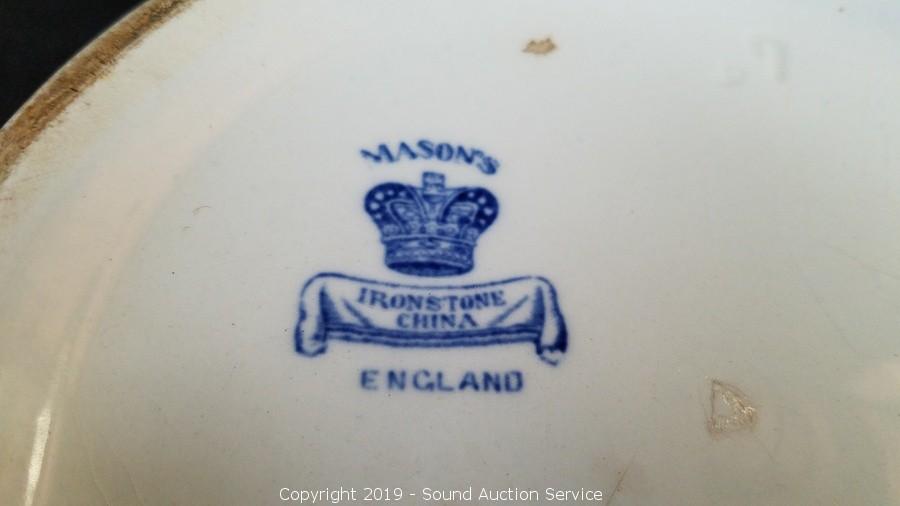 MASON'S
IRONSTONE
CHINA
ENGLAND
Copyright 2019 - Sound Auction Service